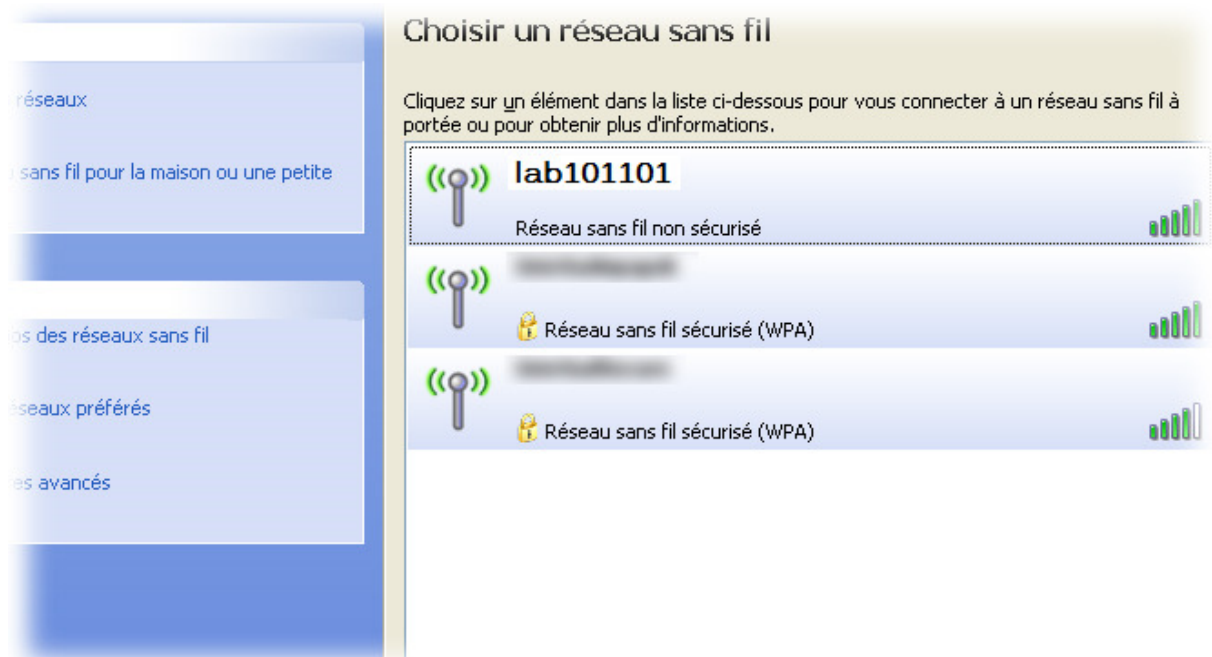 réseaux
sans fil pour la maison ou une petite
des réseaux sans fil
préférés
avancés
Choisir un réseau sans fil
Cliquez sur un élément dans la liste ci-dessous pour vous connecter à un réseau sans fil à
portée ou pour obtenir plus d'informations.
lab101101
Réseau sans fil non sécurisé
Réseau sans fil sécurisé (WPA)
Réseau sans fil sécurisé (WPA)